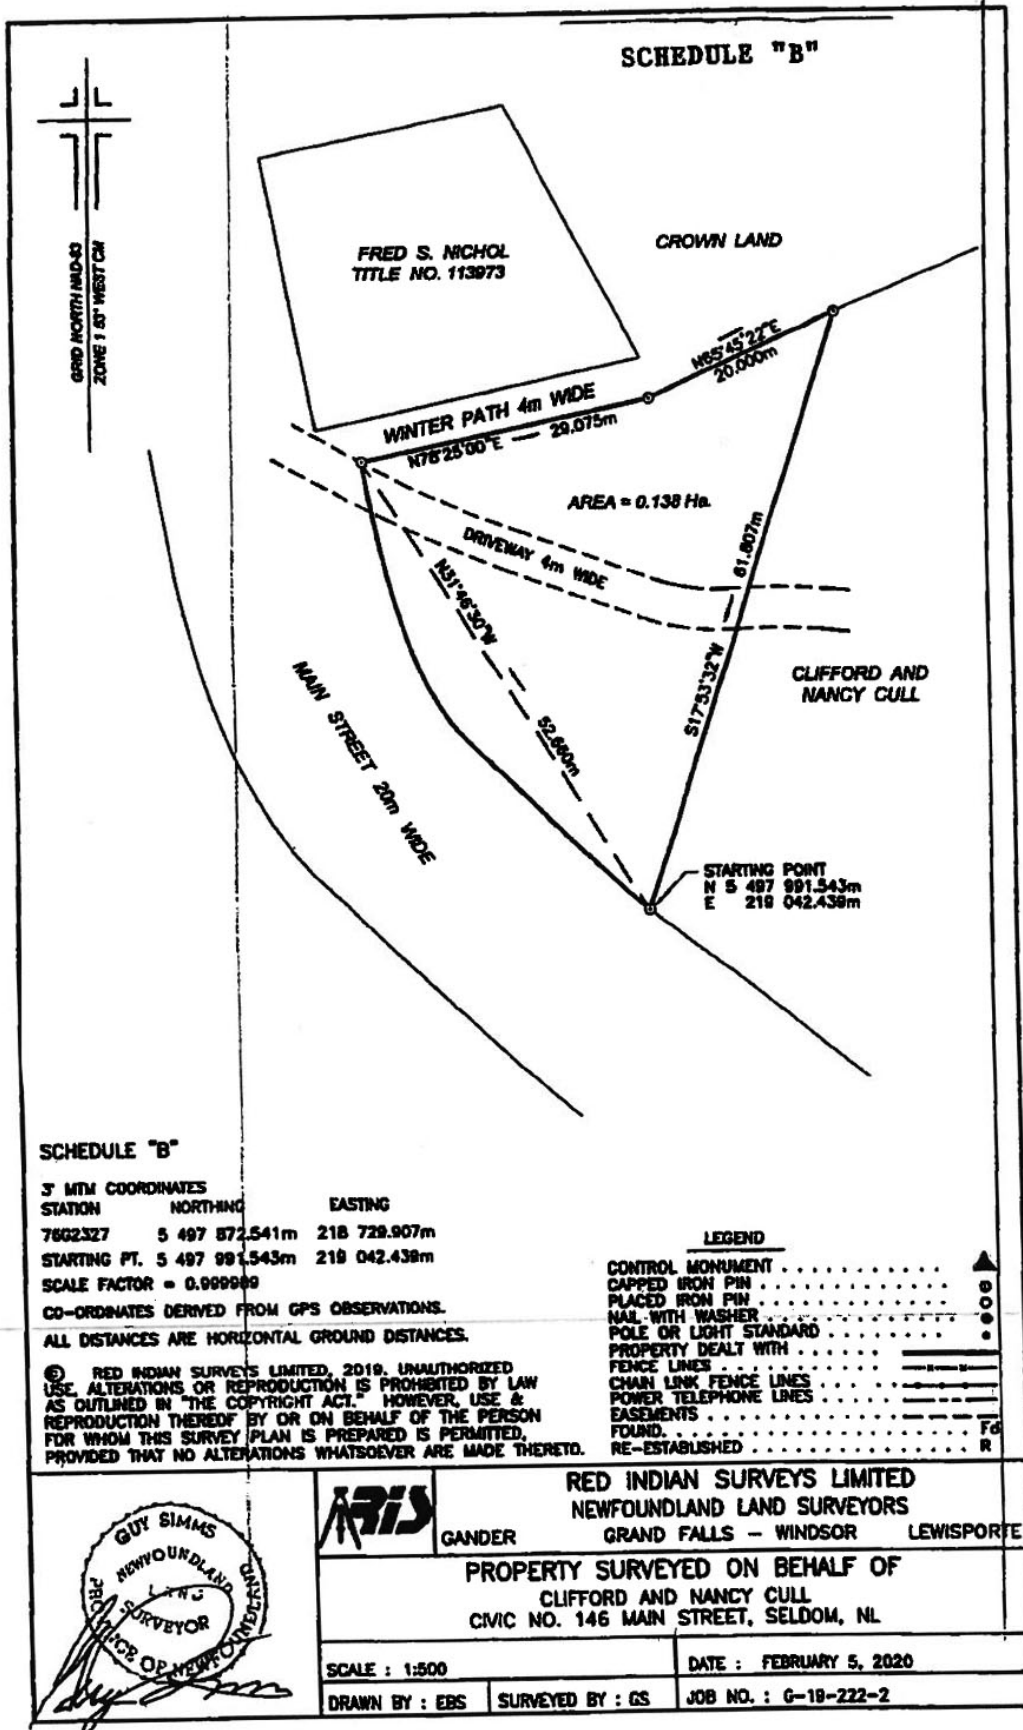 SCHEDULE "B"
GRID NORTH NAD-83
ZONE 1 53° WEST CM
FRED S. NICHOL
TITLE NO. 113973
CROWN LAND
N65°45'22"E
20.000m
WINTER PATH 4m WIDE
N76°25'00"E — 29.075m
AREA = 0.138 Ha.
DRIVEWAY 4m WIDE
N31°46'30"W
52.660m
S17°53'32"W
61.807m
MAIN STREET 20m WIDE
CLIFFORD AND
NANCY CULL
STARTING POINT
N 5 497 991.543m
E 219 042.439m
SCHEDULE "B"
3° MTM COORDINATES
STATION NORTHING EASTING
76G2327 5 497 872.541m 218 729.907m
STARTING PT. 5 497 991.543m 219 042.439m
SCALE FACTOR = 0.999989
CO-ORDINATES DERIVED FROM GPS OBSERVATIONS.
ALL DISTANCES ARE HORIZONTAL GROUND DISTANCES.
© RED INDIAN SURVEYS LIMITED, 2019. UNAUTHORIZED
USE, ALTERATIONS OR REPRODUCTION IS PROHIBITED BY LAW
AS OUTLINED IN "THE COPYRIGHT ACT." HOWEVER, USE &
REPRODUCTION THEREOF BY OR ON BEHALF OF THE PERSON
FOR WHOM THIS SURVEY PLAN IS PREPARED IS PERMITTED,
PROVIDED THAT NO ALTERATIONS WHATSOEVER ARE MADE THERETO.
LEGEND
CONTROL MONUMENT
CAPPED IRON PIN
PLACED IRON PIN
NAIL WITH WASHER
POLE OR LIGHT STANDARD
PROPERTY DEALT WITH
FENCE LINES
CHAIN LINK FENCE LINES
POWER TELEPHONE LINES
EASEMENTS
FOUND. Fd
RE-ESTABLISHED R
GUY SIMMS
NEWFOUNDLAND
LAND
SURVEYOR
PROVINCE OF NEWFOUNDLAND
RIS
RED INDIAN SURVEYS LIMITED
NEWFOUNDLAND LAND SURVEYORS
GANDER GRAND FALLS - WINDSOR LEWISPORTE
PROPERTY SURVEYED ON BEHALF OF
CLIFFORD AND NANCY CULL
CIVIC NO. 146 MAIN STREET, SELDOM, NL
SCALE : 1:500
DATE : FEBRUARY 5, 2020
DRAWN BY : EBS
SURVEYED BY : GS
JOB NO. : G-19-222-2